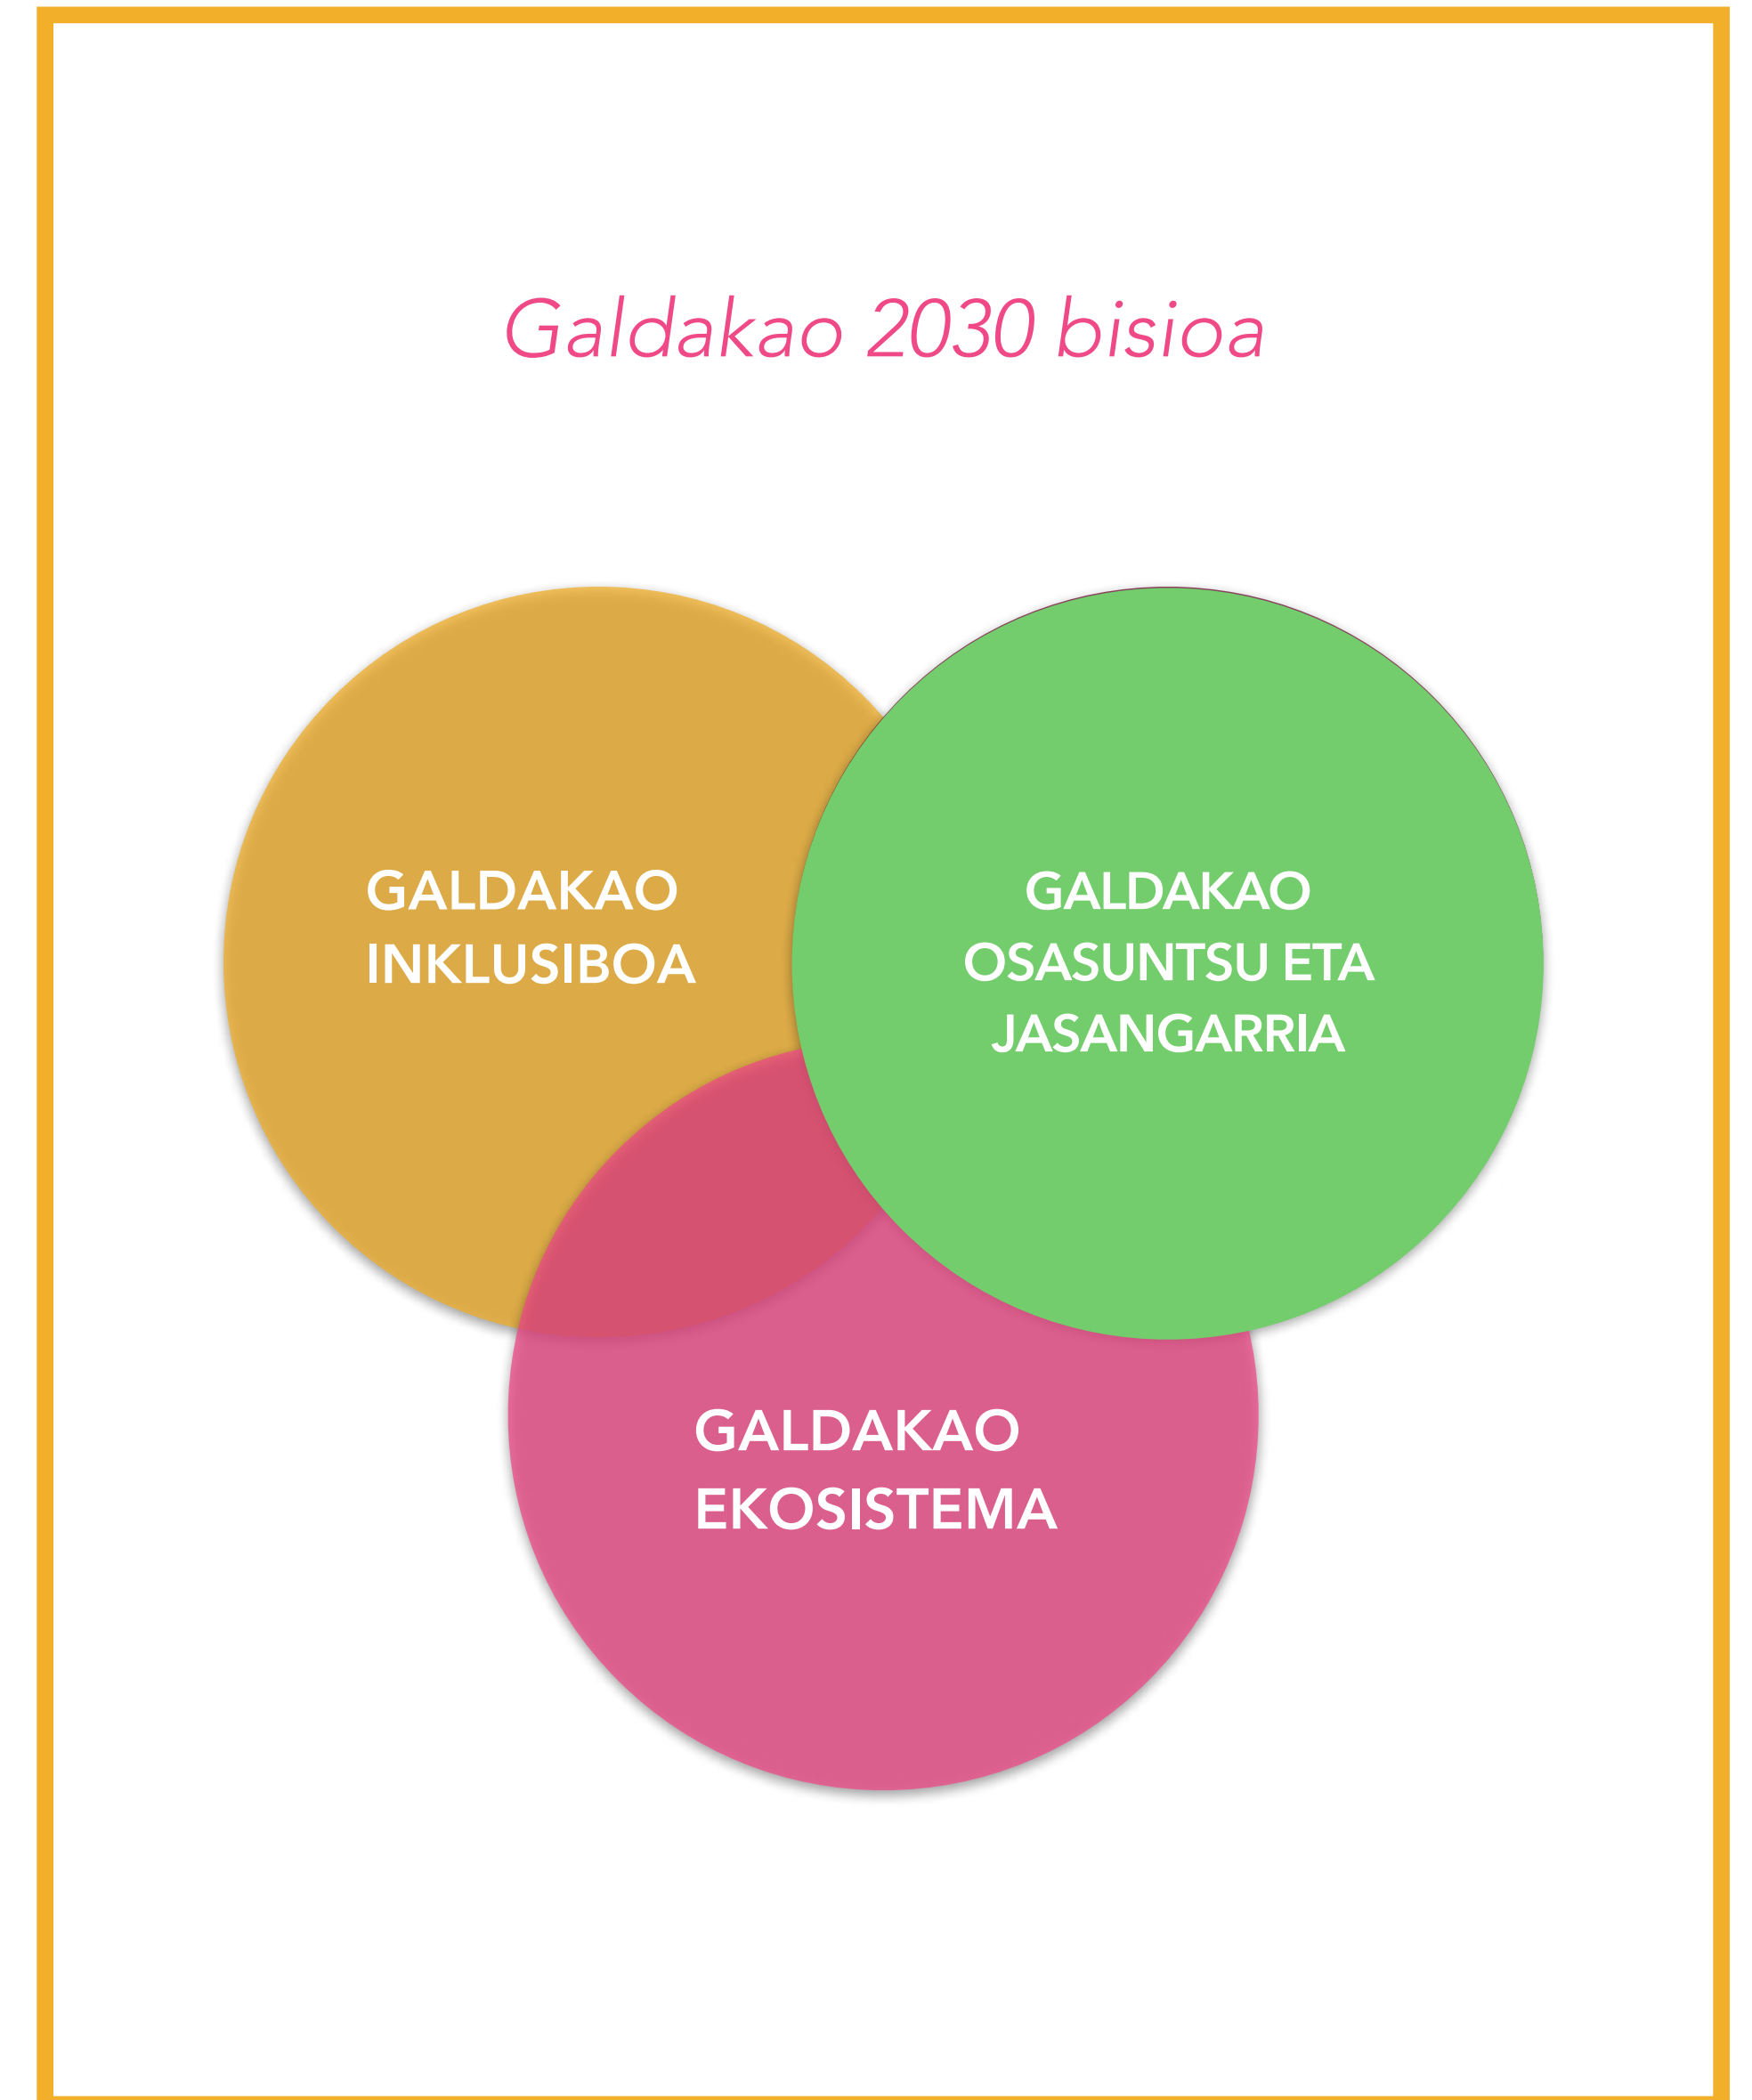 Galdakao 2030 bisioa
GALDAKAO
INKLUSIBOA
GALDAKAO
OSASUNTSU ETA
JASANGARRIA
GALDAKAO
EKOSISTEMA